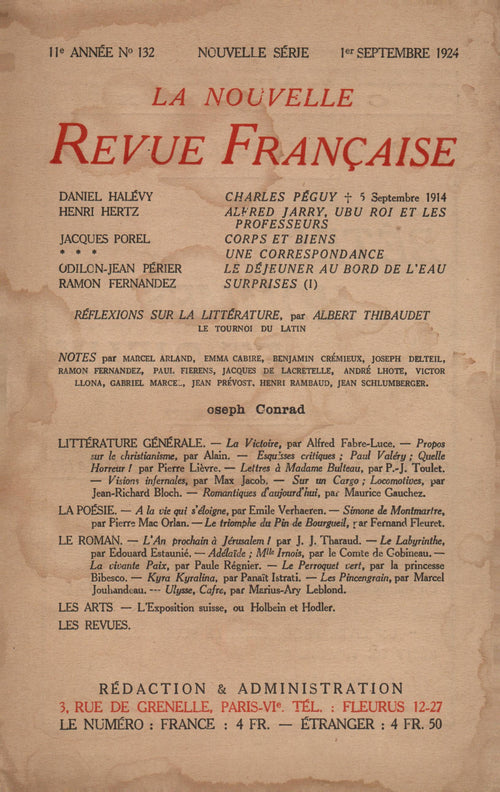 11e ANNÉE No 132 NOUVELLE SÉRIE 1er SEPTEMBRE 1924
LA NOUVELLE
REVUE FRANÇAISE
DANIEL HALÉVY CHARLES PÉGUY † 5 Septembre 1914
HENRI HERTZ ALFRED JARRY, UBU ROI ET LES
PROFESSEURS
JACQUES POREL CORPS ET BIENS
* * * UNE CORRESPONDANCE
ODILON-JEAN PÉRIER LE DÉJEUNER AU BORD DE L'EAU
RAMON FERNANDEZ SURPRISES (I)
RÉFLEXIONS SUR LA LITTÉRATURE, par ALBERT THIBAUDET
LE TOURNOI DU LATIN
NOTES par MARCEL ARLAND, EMMA CABIRE, BENJAMIN CRÉMIEUX, JOSEPH DELTEIL,
RAMON FERNANDEZ, PAUL FIERENS, JACQUES DE LACRETELLE, ANDRÉ LHOTE, VICTOR
LLONA, GABRIEL MARCEL, JEAN PRÉVOST, HENRI RAMBAUD, JEAN SCHLUMBERGER.
oseph Conrad
LITTÉRATURE GÉNÉRALE. — La Victoire, par Alfred Fabre-Luce. — Propos
sur le christianisme, par Alain. — Esquisses critiques ; Paul Valéry ; Quelle
Horreur ! par Pierre Lièvre. — Lettres à Madame Bulteau, par P.-J. Toulet.
— Visions infernales, par Max Jacob. — Sur un Cargo ; Locomotives, par
Jean-Richard Bloch. — Romantiques d'aujourd'hui, par Maurice Gauchez.
LA POÉSIE. — A la vie qui s'éloigne, par Emile Verhaeren. — Simone de Montmartre,
par Pierre Mac Orlan. — Le triomphe du Pin de Bourgueil, par Fernand Fleuret.
LE ROMAN. — L'An prochain à Jérusalem ! par J. J. Tharaud. — Le Labyrinthe,
par Edouard Estaunié. — Adélaïde ; Mlle Irnois, par le Comte de Gobineau. —
La vivante Paix, par Paule Régnier. — Le Perroquet vert, par la princesse
Bibesco. — Kyra Kyralina, par Panaït Istrati. — Les Pincengrain, par Marcel
Jouhandeau. — Ulysse, Cafre, par Marius-Ary Leblond.
LES ARTS — L'Exposition suisse, ou Holbein et Hodler.
LES REVUES.
RÉDACTION & ADMINISTRATION
3, RUE DE GRENELLE, PARIS-VIe. TÉL. : FLEURUS 12-27
LE NUMÉRO : FRANCE : 4 FR. — ÉTRANGER : 4 FR. 50